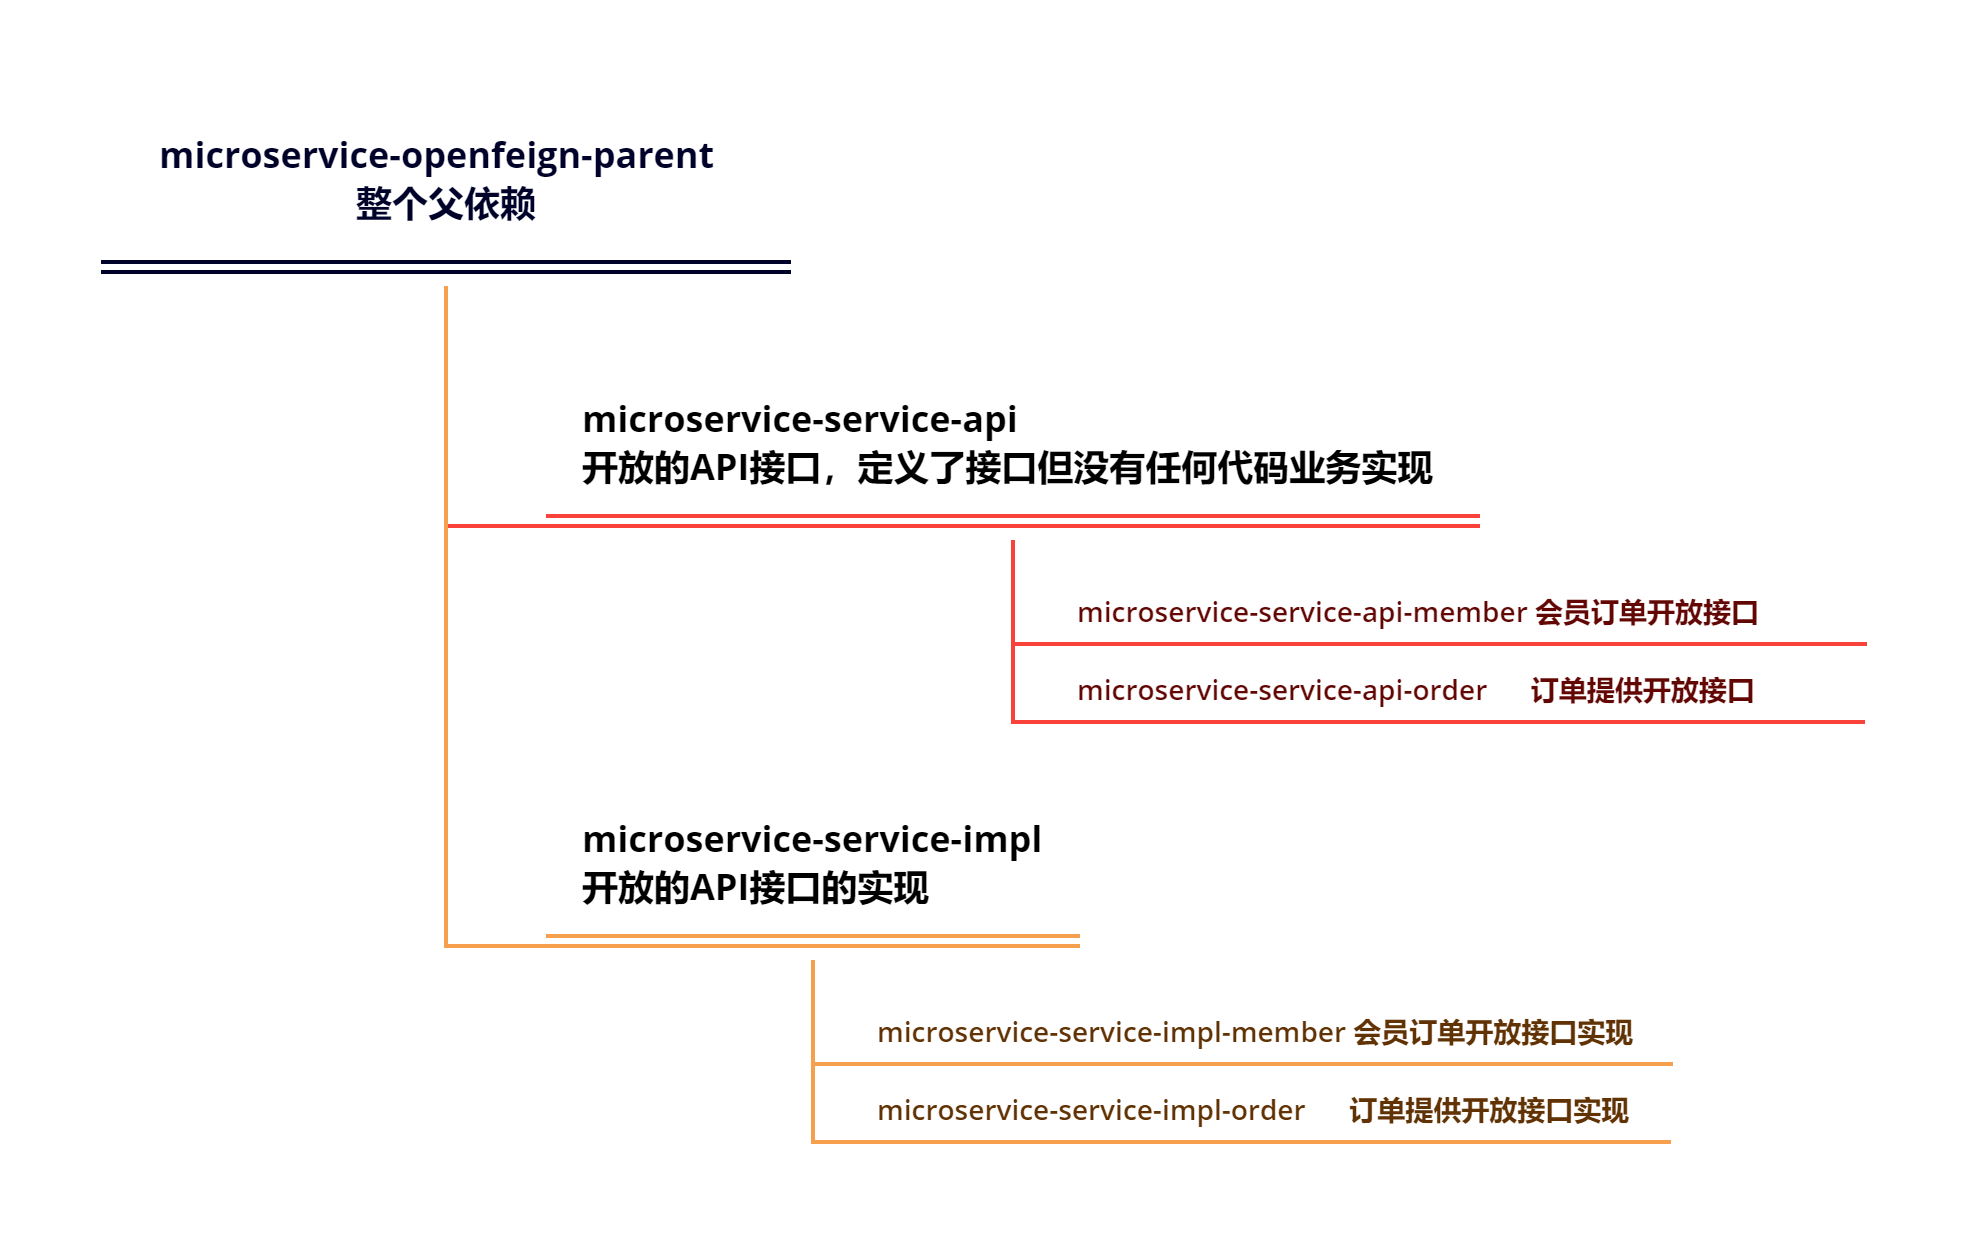 microservice-openfeign-parent
整个父依赖
microservice-service-api
开放的API接口，定义了接口但没有任何代码业务实现
microservice-service-api-member 会员订单开放接口
microservice-service-api-order 订单提供开放接口
microservice-service-impl
开放的API接口的实现
microservice-service-impl-member 会员订单开放接口实现
microservice-service-impl-order 订单提供开放接口实现